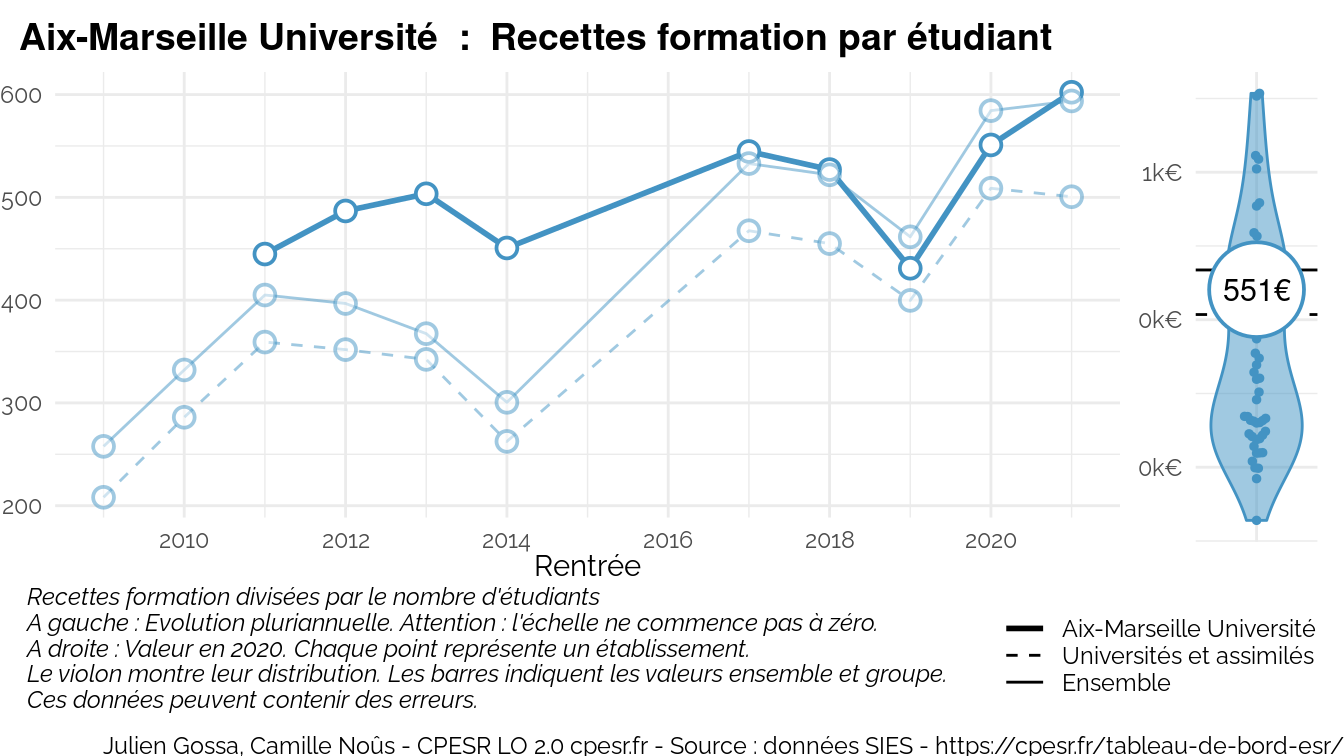 Aix-Marseille Université : Recettes formation par étudiant
600
500
400
300
200
2010 2012 2014 2016 2018 2020
Rentrée
1k€
0k€
0k€
551€
Recettes formation divisées par le nombre d'étudiants
A gauche : Evolution pluriannuelle. Attention : l'échelle ne commence pas à zéro.
A droite : Valeur en 2020. Chaque point représente un établissement.
Le violon montre leur distribution. Les barres indiquent les valeurs ensemble et groupe.
Ces données peuvent contenir des erreurs.
Aix-Marseille Université
Universités et assimilés
Ensemble
Julien Gossa, Camille Noûs - CPESR LO 2.0 cpesr.fr - Source : données SIES - https://cpesr.fr/tableau-de-bord-esr/